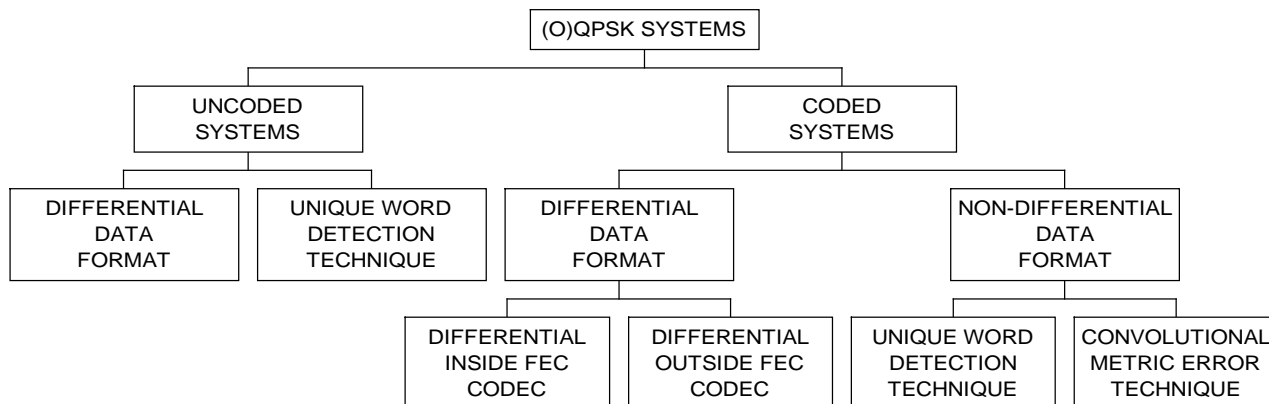 (O)QPSK SYSTEMS
UNCODED
SYSTEMS
CODED
SYSTEMS
DIFFERENTIAL
DATA
FORMAT
UNIQUE WORD
DETECTION
TECHNIQUE
DIFFERENTIAL
DATA
FORMAT
NON-DIFFERENTIAL
DATA
FORMAT
DIFFERENTIAL
INSIDE FEC
CODEC
DIFFERENTIAL
OUTSIDE FEC
CODEC
UNIQUE WORD
DETECTION
TECHNIQUE
CONVOLUTIONAL
METRIC ERROR
TECHNIQUE